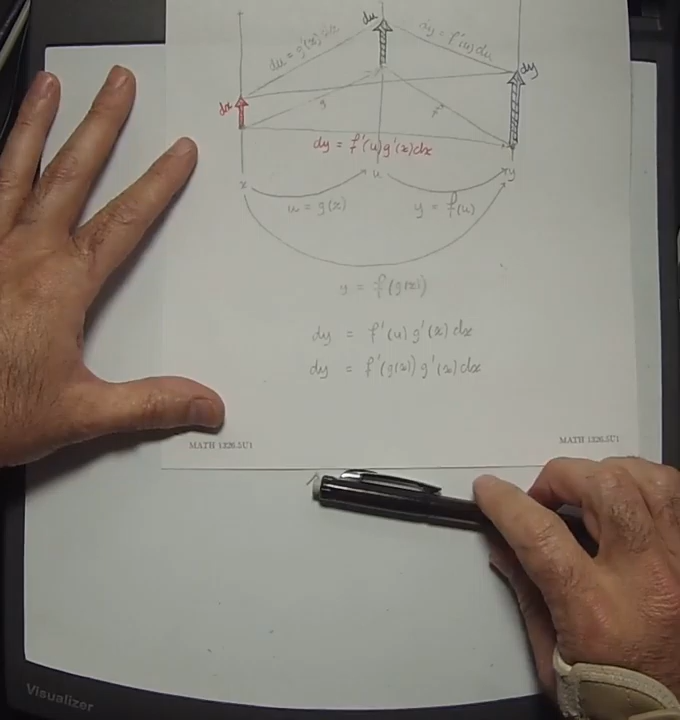 du
du = g'(x) dx
dy = f'(u) du
dy
dx
g
f
dy = f'(u) g'(x) dx
x
u
y
u = g(x)
y = f(u)
y = f(g(x))
dy = f'(u) g'(x) dx
dy = f'(g(x)) g'(x) dx
MATH 1226.5U1
MATH 1226.5U1
Visualizer